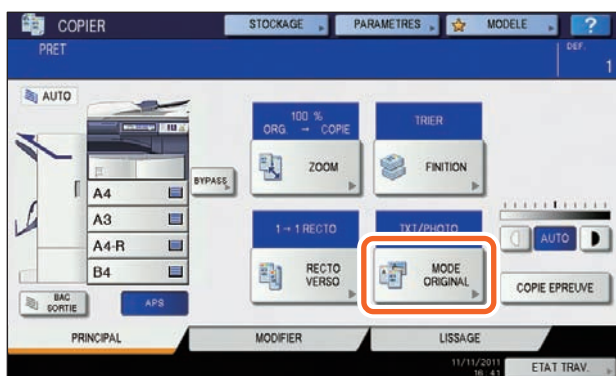 COPIER
STOCKAGE
PARAMETRES
MODELE
?
PRET
DEF.
1
AUTO
100 %
ORG. → COPIE
ZOOM
TRIER
FINITION
BYPASS
A4
A3
A4-R
B4
1→1 RECTO
RECTO
VERSO
TXT/PHOTO
MODE
ORIGINAL
AUTO
COPIE EPREUVE
BAC
SORTIE
APS
PRINCIPAL
MODIFIER
LISSAGE
11/11/2011
16:41
ETAT TRAV.